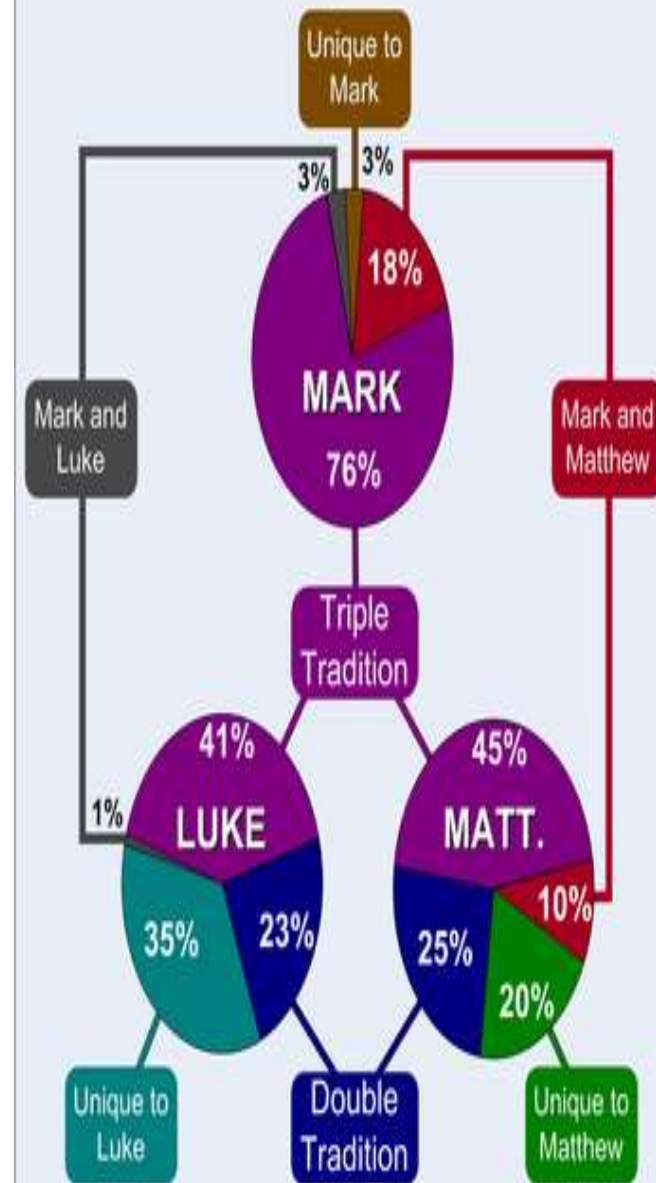 Unique to
Mark
3%
3%
18%
MARK
76%
Mark and
Luke
Mark and
Matthew
Triple
Tradition
41%
LUKE
1%
35%
23%
45%
MATT.
10%
25%
20%
Unique to
Luke
Double
Tradition
Unique to
Matthew